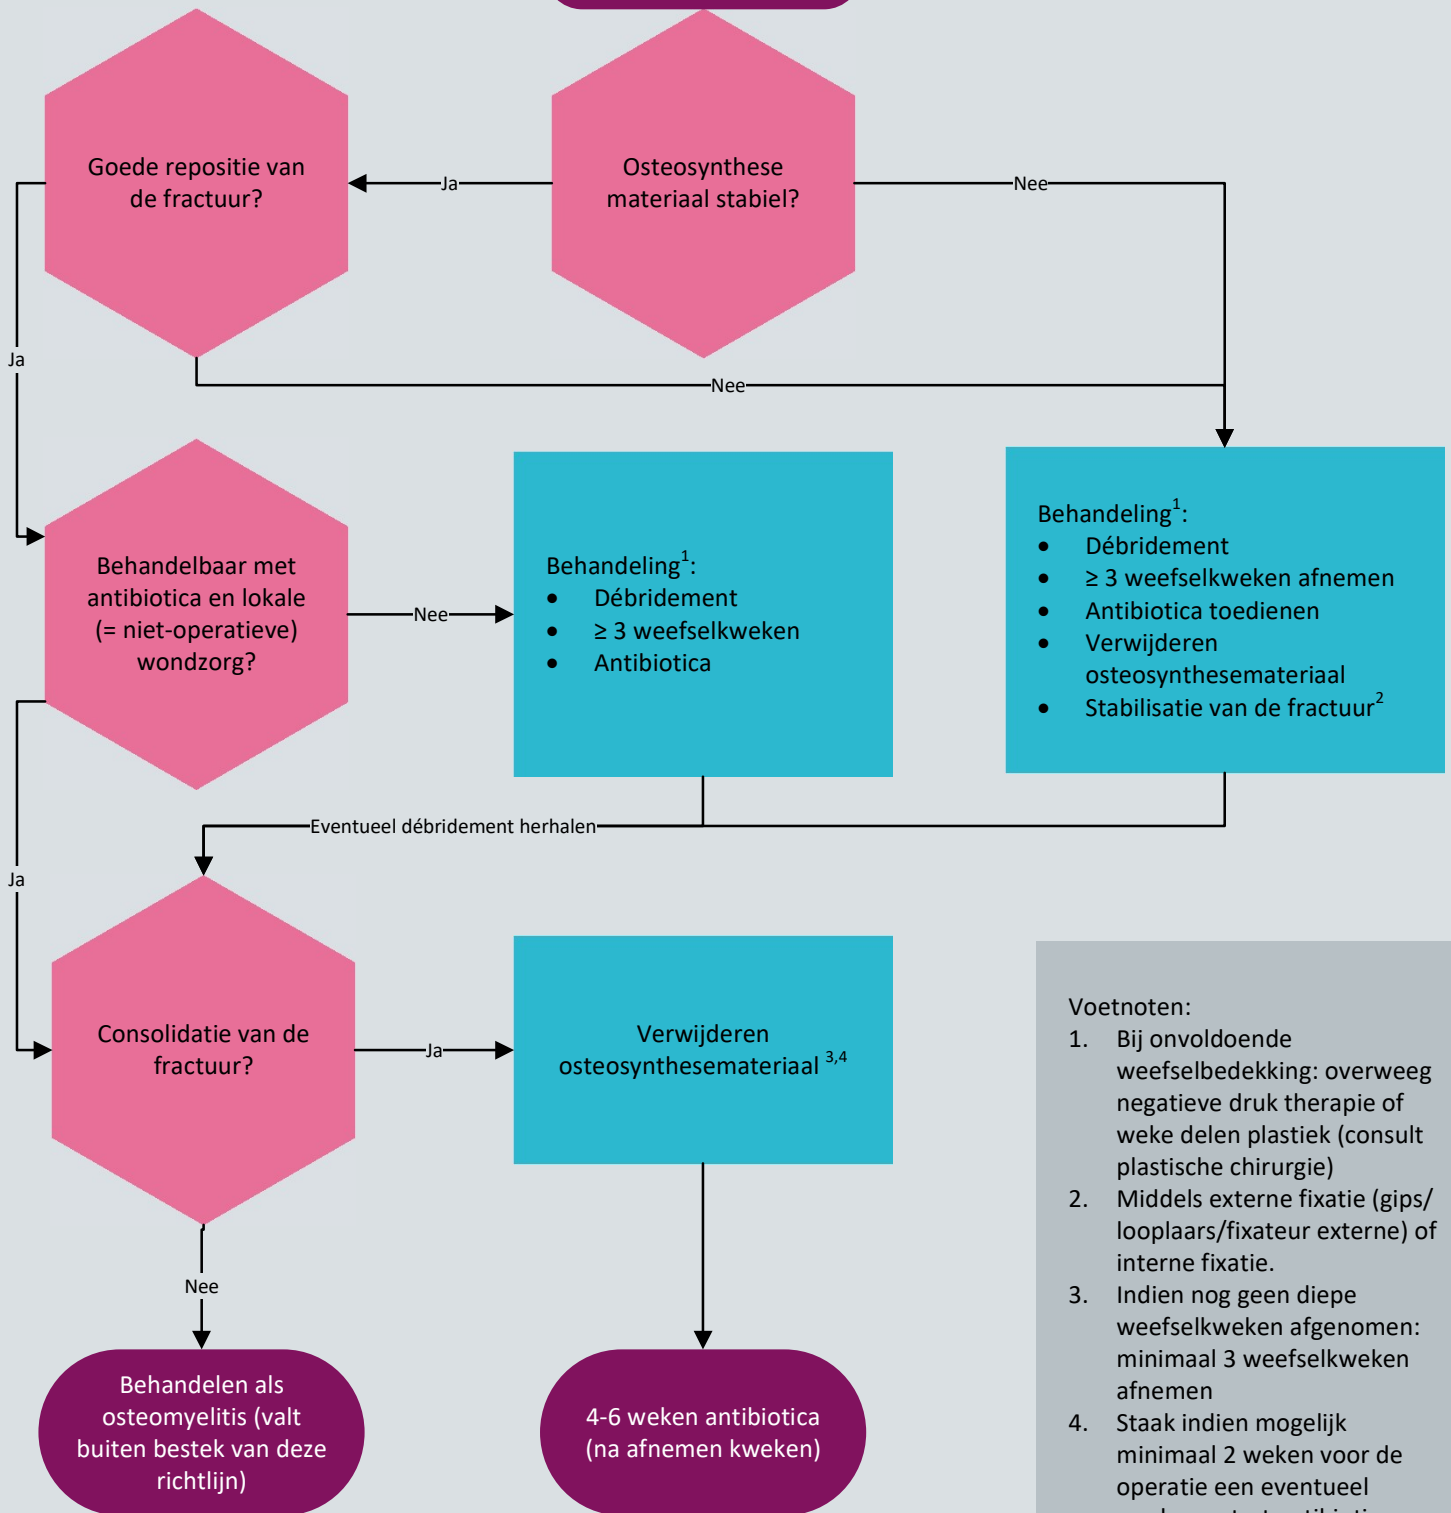 Goede repositie van
de fractuur?
Ja
Osteosynthese
materiaal stabiel?
Nee
Ja
Nee
Behandelbaar met
antibiotica en lokale
(= niet-operatieve)
wondzorg?
Nee
Behandeling1:
• Débridement
• ≥ 3 weefselkweken
• Antibiotica
Behandeling1:
• Débridement
• ≥ 3 weefselkweken afnemen
• Antibiotica toedienen
• Verwijderen
osteosynthesemateriaal
• Stabilisatie van de fractuur2
Eventueel débridement herhalen
Ja
Consolidatie van de
fractuur?
Ja
Verwijderen
osteosynthesemateriaal 3,4
Nee
Behandelen als
osteomyelitis (valt
buiten bestek van deze
richtlijn)
4-6 weken antibiotica
(na afnemen kweken)
Voetnoten:
1. Bij onvoldoende
weefselbedekking: overweeg
negatieve druk therapie of
weke delen plastiek (consult
plastische chirurgie)
2. Middels externe fixatie (gips/
looplaars/fixateur externe) of
interne fixatie.
3. Indien nog geen diepe
weefselkweken afgenomen:
minimaal 3 weefselkweken
afnemen
4. Staak indien mogelijk
minimaal 2 weken voor de
operatie een eventueel